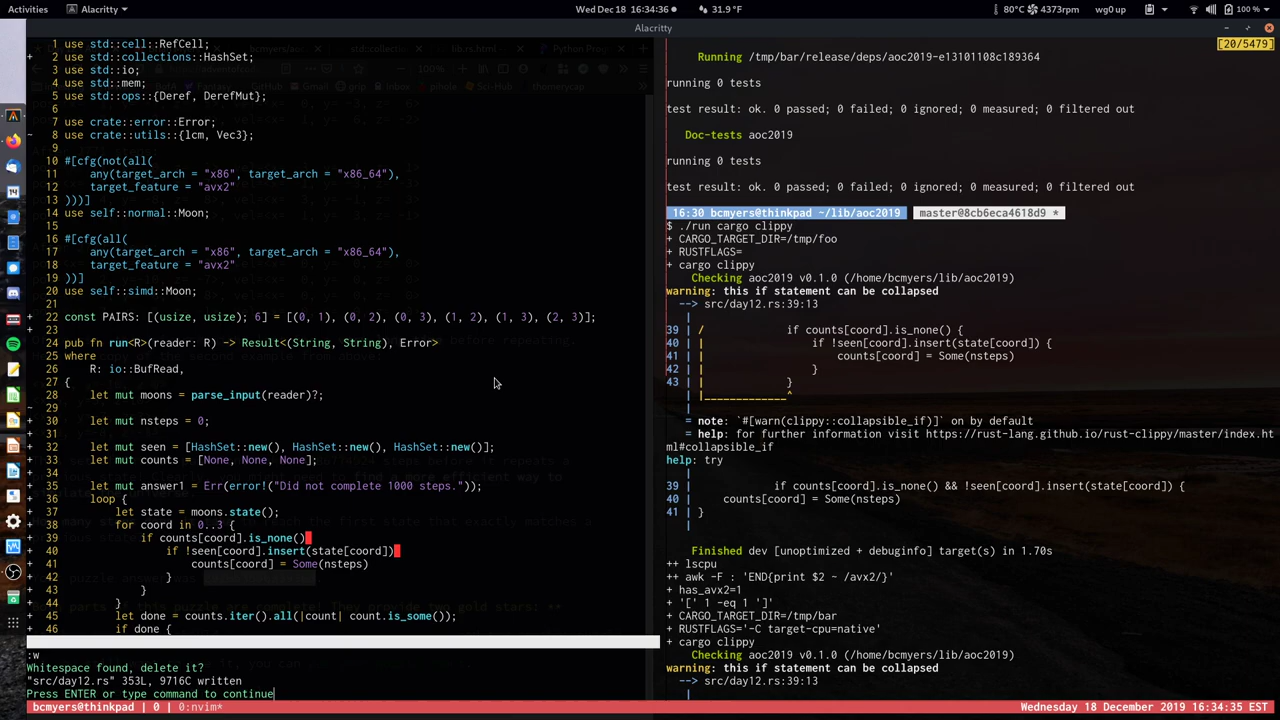 Activities
Alacritty
Wed Dec 18 16:34:36
31.9 °F
80°C
4373rpm
wg0 up
100 %
Alacritty
1 use std::cell::RefCell;
+ 2 use std::collections::HashSet;
3 use std::io;
4 use std::mem;
5 use std::ops::{Deref, DerefMut};
6
7 use crate::error::Error;
~ 8 use crate::utils::{lcm, Vec3};
9
10 #[cfg(not(all(
11 any(target_arch = "x86", target_arch = "x86_64"),
12 target_feature = "avx2"
13 )))]
14 use self::normal::Moon;
15
16 #[cfg(all(
17 any(target_arch = "x86", target_arch = "x86_64"),
18 target_feature = "avx2"
19 ))]
20 use self::simd::Moon;
21
+ 22 const PAIRS: [(usize, usize); 6] = [(0, 1), (0, 2), (0, 3), (1, 2), (1, 3), (2, 3)];
+ 23
24 pub fn run<R>(reader: R) -> Result<(String, String), Error>
25 where
26 R: io::BufRead,
27 {
28 let mut moons = parse_input(reader)?;
~ 29
+ 30 let mut nsteps = 0;
+ 31
+ 32 let mut seen = [HashSet::new(), HashSet::new(), HashSet::new()];
+ 33 let mut counts = [None, None, None];
+ 34
+ 35 let mut answer1 = Err(error!("Did not complete 1000 steps."));
+ 36 loop {
+ 37 let state = moons.state();
+ 38 for coord in 0..3 {
+ 39 if counts[coord].is_none()
+ 40 if !seen[coord].insert(state[coord])
+ 41 counts[coord] = Some(nsteps)
+ 42 }
+ 43 }
+ 44 }
+ 45 let done = counts.iter().all(|count| count.is_some());
+ 46 if done {
:w
Whitespace found, delete it?
"src/day12.rs" 353L, 9716C written
Press ENTER or type command to continue
[20/5479]
Running /tmp/bar/release/deps/aoc2019-e13101108c189364
running 0 tests
test result: ok. 0 passed; 0 failed; 0 ignored; 0 measured; 0 filtered out
Doc-tests aoc2019
running 0 tests
test result: ok. 0 passed; 0 failed; 0 ignored; 0 measured; 0 filtered out
16:30 bcmyers@thinkpad ~/lib/aoc2019 master@8cb6eca4618d9 *
$ ./run cargo clippy
+ CARGO_TARGET_DIR=/tmp/foo
+ RUSTFLAGS=
+ cargo clippy
Checking aoc2019 v0.1.0 (/home/bcmyers/lib/aoc2019)
warning: this if statement can be collapsed
--> src/day12.rs:39:13
|
39 | / if counts[coord].is_none() {
40 | | if !seen[coord].insert(state[coord]) {
41 | | counts[coord] = Some(nsteps)
42 | | }
43 | | }
| |_____________^
|
= note: `#[warn(clippy::collapsible_if)]` on by default
= help: for further information visit https://rust-lang.github.io/rust-clippy/master/index.ht
ml#collapsible_if
help: try
|
39 | if counts[coord].is_none() && !seen[coord].insert(state[coord]) {
40 | counts[coord] = Some(nsteps)
41 | }
|
Finished dev [unoptimized + debuginfo] target(s) in 1.70s
++ lscpu
++ awk -F : 'END{print $2 ~ /avx2/}'
+ has_avx2=1
+ '[' 1 -eq 1 ']'
+ CARGO_TARGET_DIR=/tmp/bar
+ RUSTFLAGS='-C target-cpu=native'
+ cargo clippy
Checking aoc2019 v0.1.0 (/home/bcmyers/lib/aoc2019)
warning: this if statement can be collapsed
--> src/day12.rs:39:13
|
bcmyers@thinkpad | 0 | 0:nvim*
Wednesday 18 December 2019 16:34:35 EST